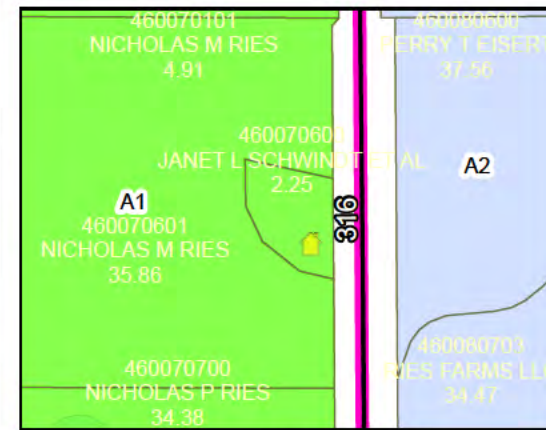 460070101
NICHOLAS M RIES
4.91
460080600
PERRY T EISERT
37.56
460070600
JANET L SCHWINDT ET AL
2.25
A1
A2
316
460070601
NICHOLAS M RIES
35.86
460070700
NICHOLAS P RIES
34.38
460080703
RIES FARMS LLC
34.47